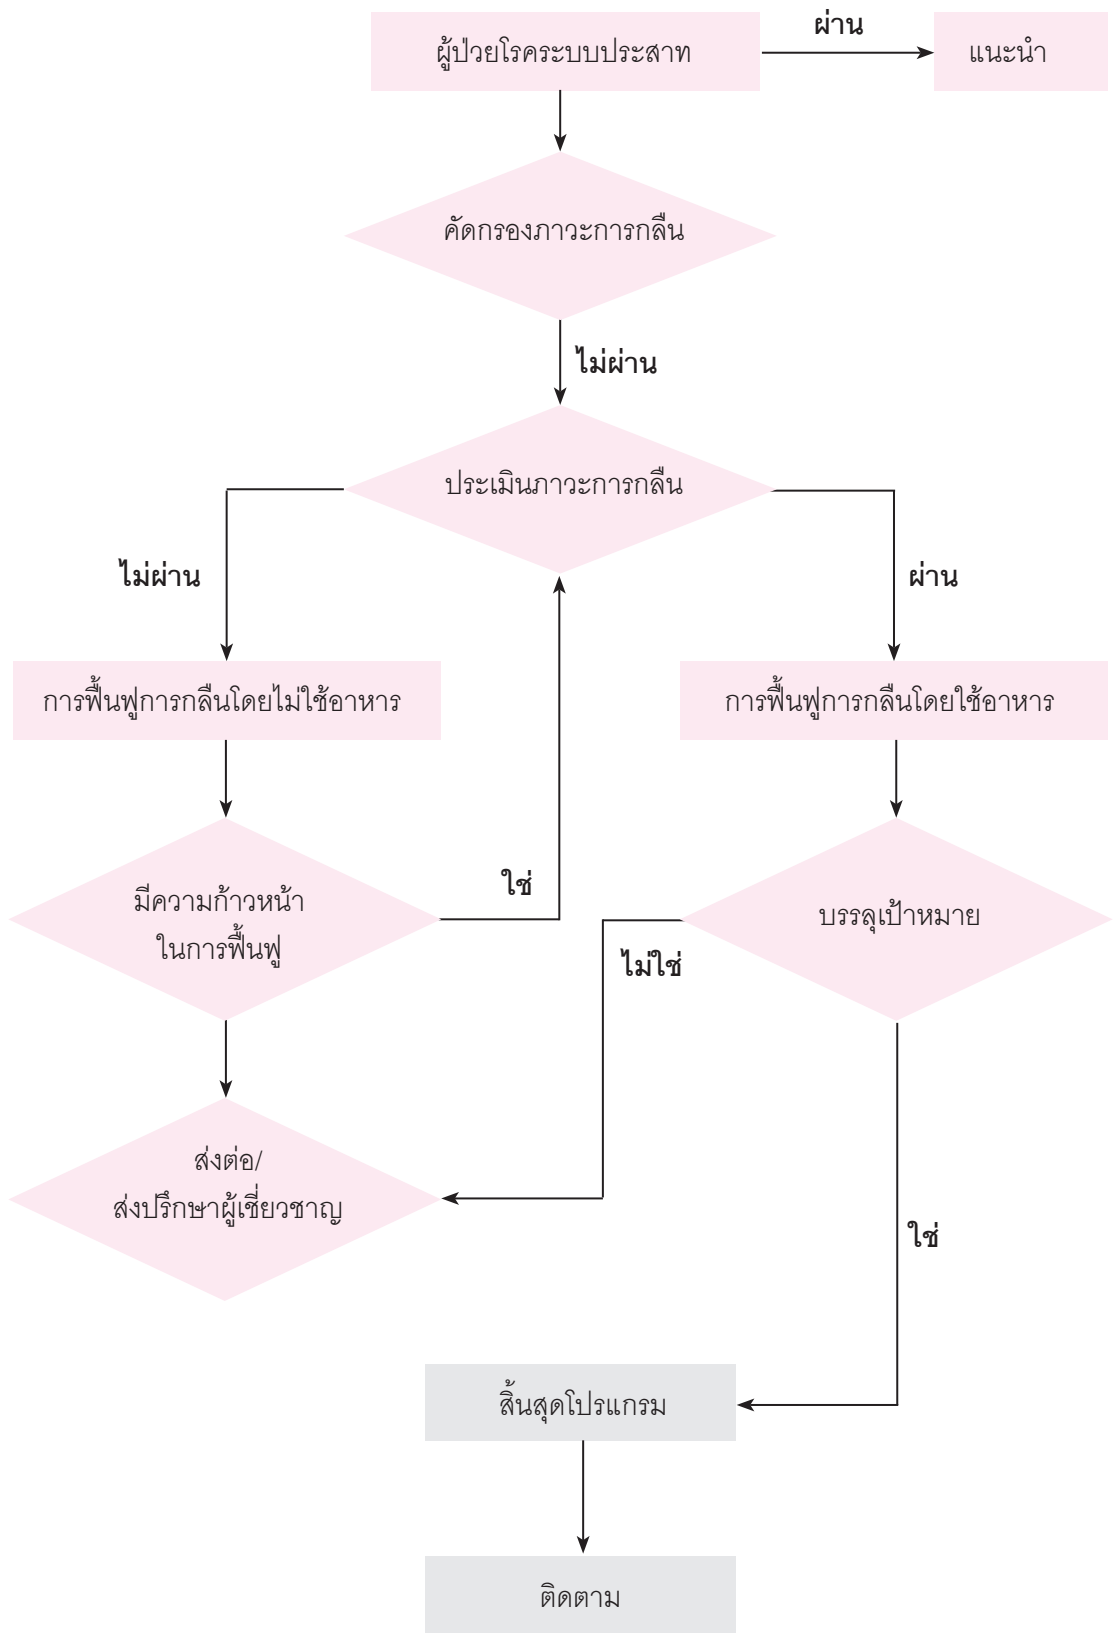 ผู้ป่วยโรคระบบประสาท
ผ่าน
แนะนำ
คัดกรองภาวะการกลืน
ไม่ผ่าน
ประเมินภาวะการกลืน
ไม่ผ่าน
ผ่าน
การฟื้นฟูการกลืนโดยไม่ใช้อาหาร
การฟื้นฟูการกลืนโดยใช้อาหาร
มีความก้าวหน้า
ในการฟื้นฟู
ใช่
บรรลุเป้าหมาย
ไม่ใช่
ส่งต่อ/
ส่งปรึกษาผู้เชี่ยวชาญ
ใช่
สิ้นสุดโปรแกรม
ติดตาม